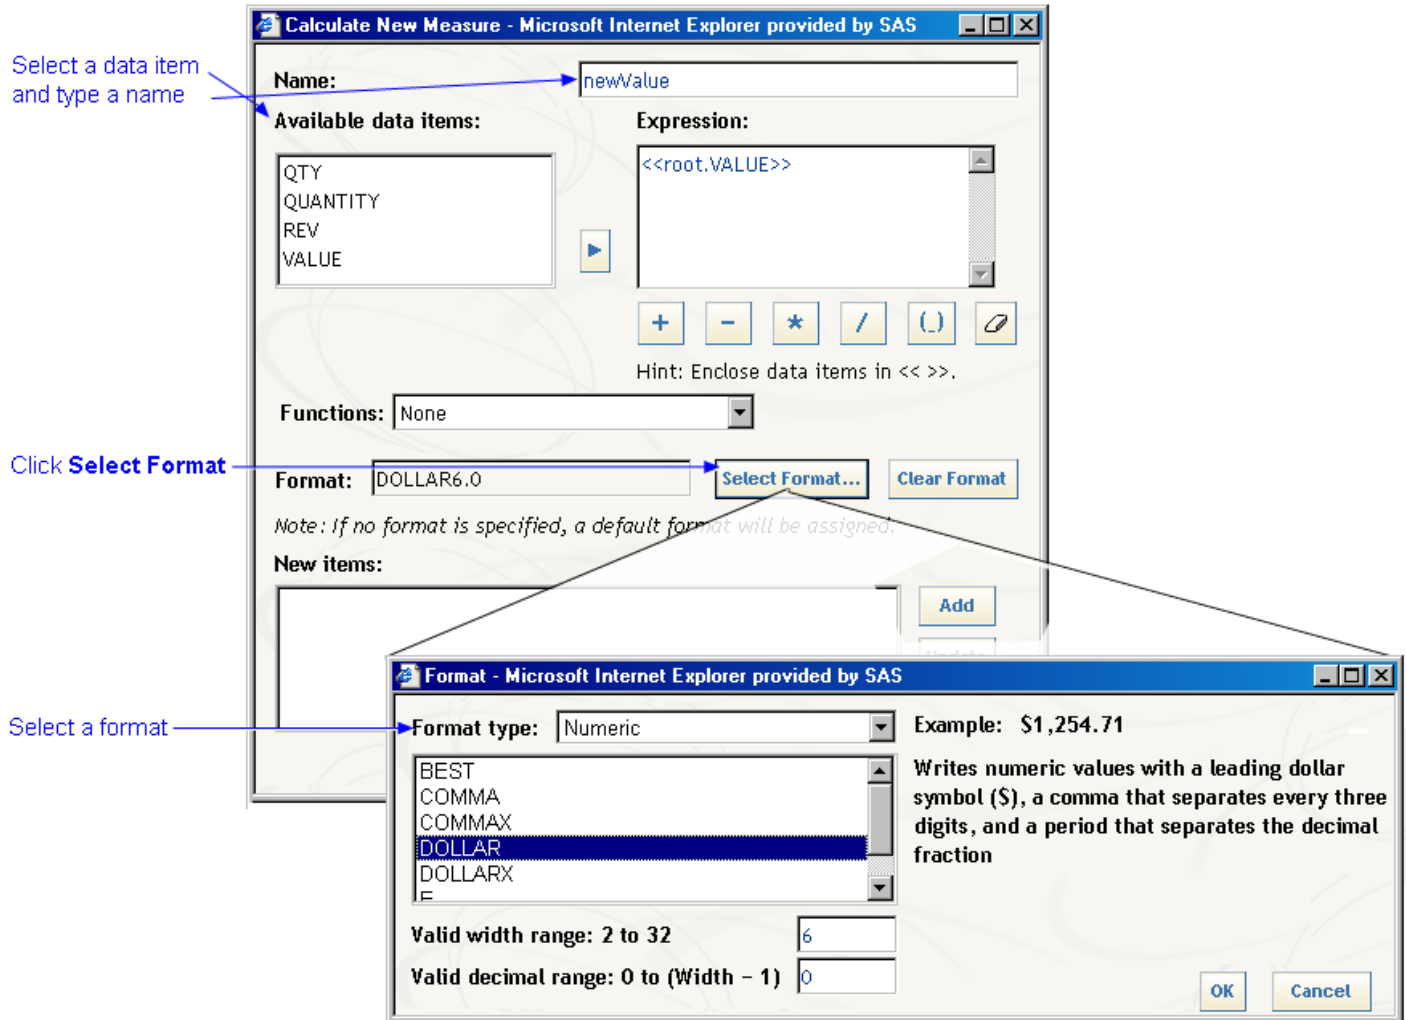 Calculate New Measure - Microsoft Internet Explorer provided by SAS
Select a data item
and type a name
Name:
newValue
Available data items:
Expression:
QTY
QUANTITY
REV
VALUE
<<root.VALUE>>
+ - * / (_)
Hint: Enclose data items in << >>.
Functions: None
Click Select Format
Format: DOLLAR6.0
Select Format...
Clear Format
Note: If no format is specified, a default format will be assigned.
New items:
Add
Update
Format - Microsoft Internet Explorer provided by SAS
Select a format
Format type: Numeric
BEST
COMMA
COMMAX
DOLLAR
DOLLARX
E
Example: $1,254.71
Writes numeric values with a leading dollar
symbol ($), a comma that separates every three
digits, and a period that separates the decimal
fraction
Valid width range: 2 to 32
6
Valid decimal range: 0 to (Width - 1)
0
OK
Cancel